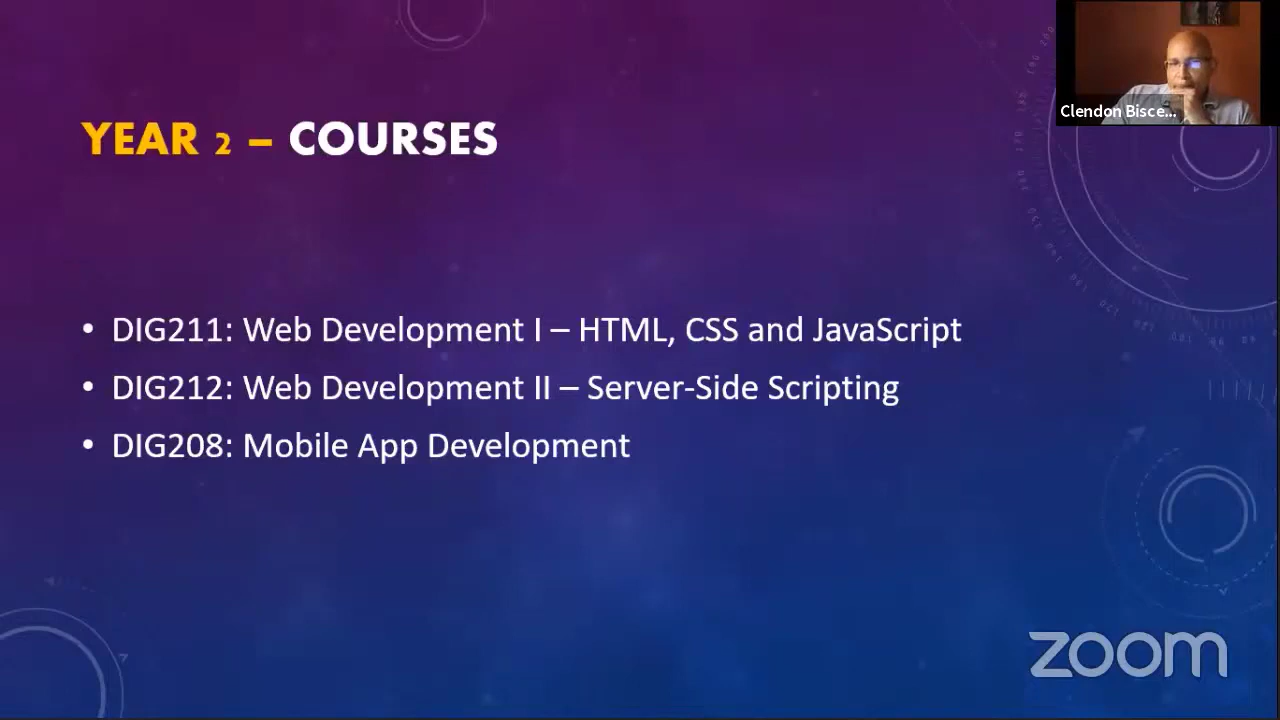 Clendon Bisce...
YEAR 2 – COURSES
• DIG211: Web Development I – HTML, CSS and JavaScript
• DIG212: Web Development II – Server-Side Scripting
• DIG208: Mobile App Development
zoom